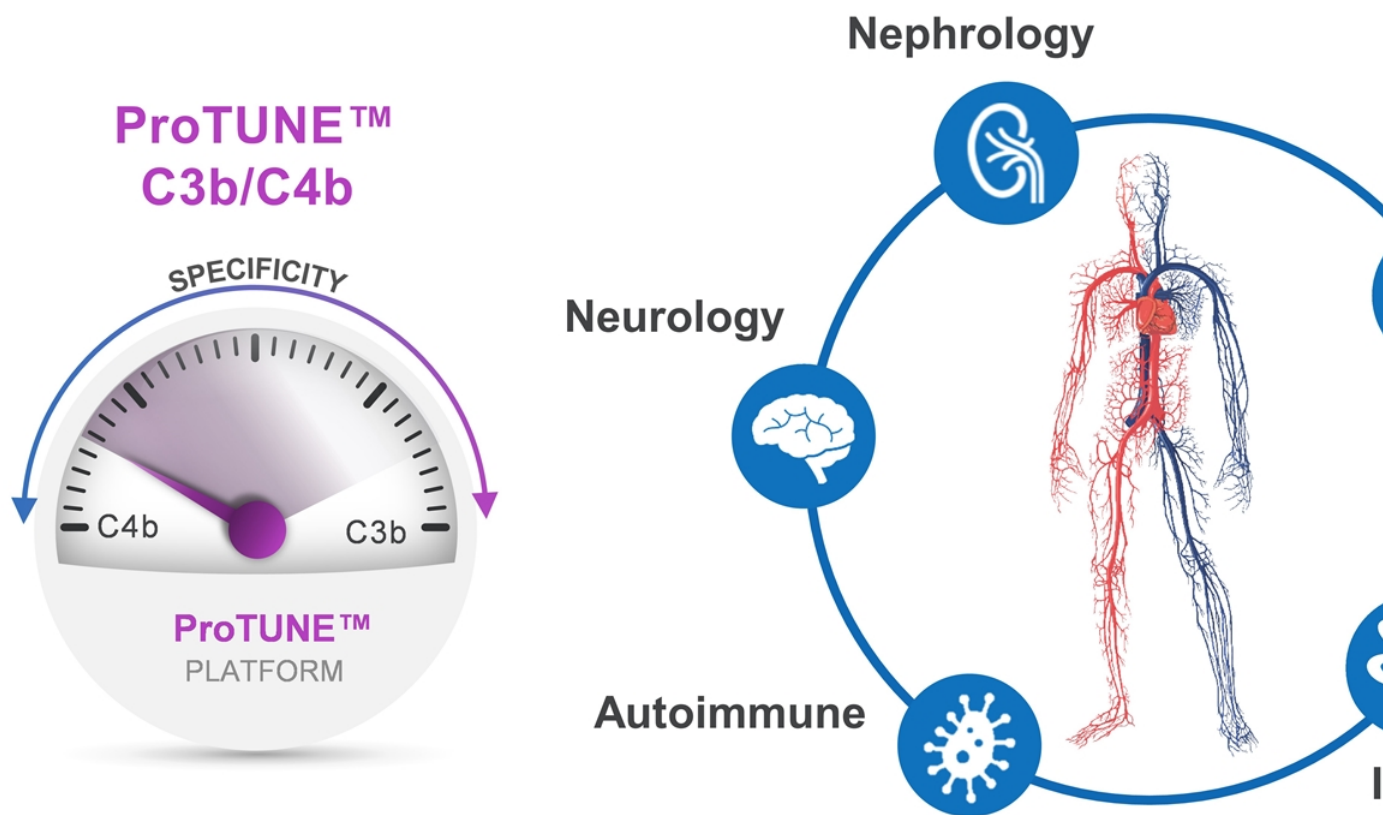 ProTUNE™
C3b/C4b
SPECIFICITY
C4b
C3b
ProTUNE™
PLATFORM
Nephrology
Neurology
Autoimmune